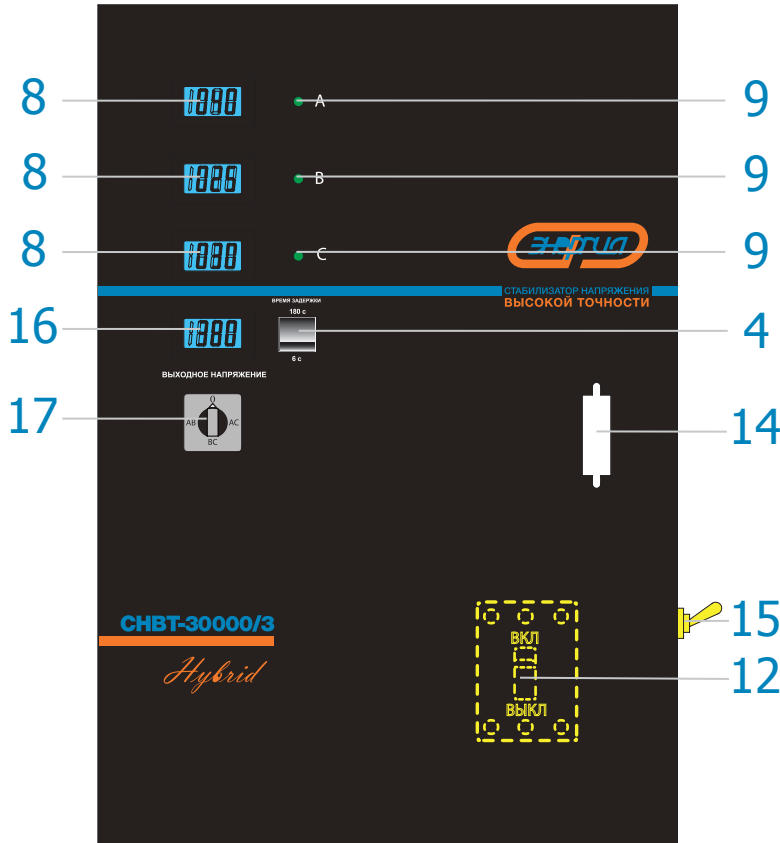 8 A 9
8 B 9
8 C 9
энергия
СТАБИЛИЗАТОР НАПРЯЖЕНИЯ
ВЫСОКОЙ ТОЧНОСТИ
ВРЕМЯ ЗАДЕРЖКИ
180 с
16 4
6 с
ВЫХОДНОЕ НАПРЯЖЕНИЕ
0
17 AB AC 14
BC
СНВТ-30000/3
Hybrid
15
ВКЛ
12
ВЫКЛ